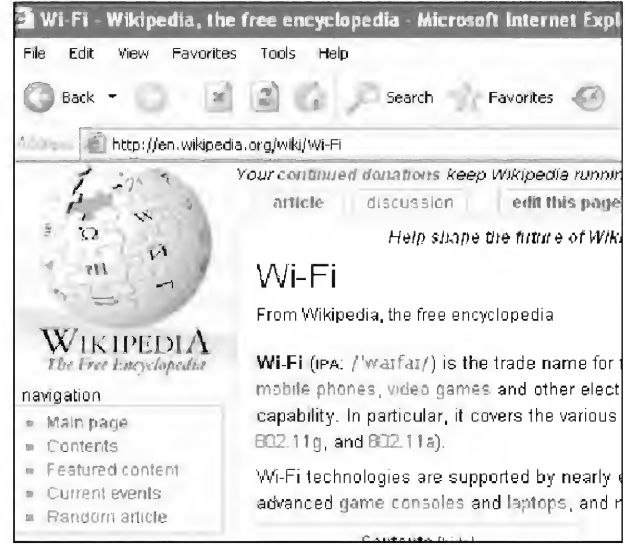 Wi-Fi - Wikipedia, the free encyclopedia - Microsoft Internet Expl
File Edit View Favorites Tools Help
Back Search Favorites
Address http://en.wikipedia.org/wiki/Wi-Fi
Your continued donations keep Wikipedia runnin
article discussion edit this page
Help shape the future of Wiki
Wi-Fi
From Wikipedia, the free encyclopedia
WIKIPEDIA
The Free Encyclopedia
Wi-Fi (IPA: /ˈwaɪfaɪ/) is the trade name for
mobile phones, video games and other elect
capability. In particular, it covers the various
802.11g, and 802.11a).
Wi-Fi technologies are supported by nearly
advanced game consoles and laptops, and
navigation
Main page
Contents
Featured content
Current events
Random article